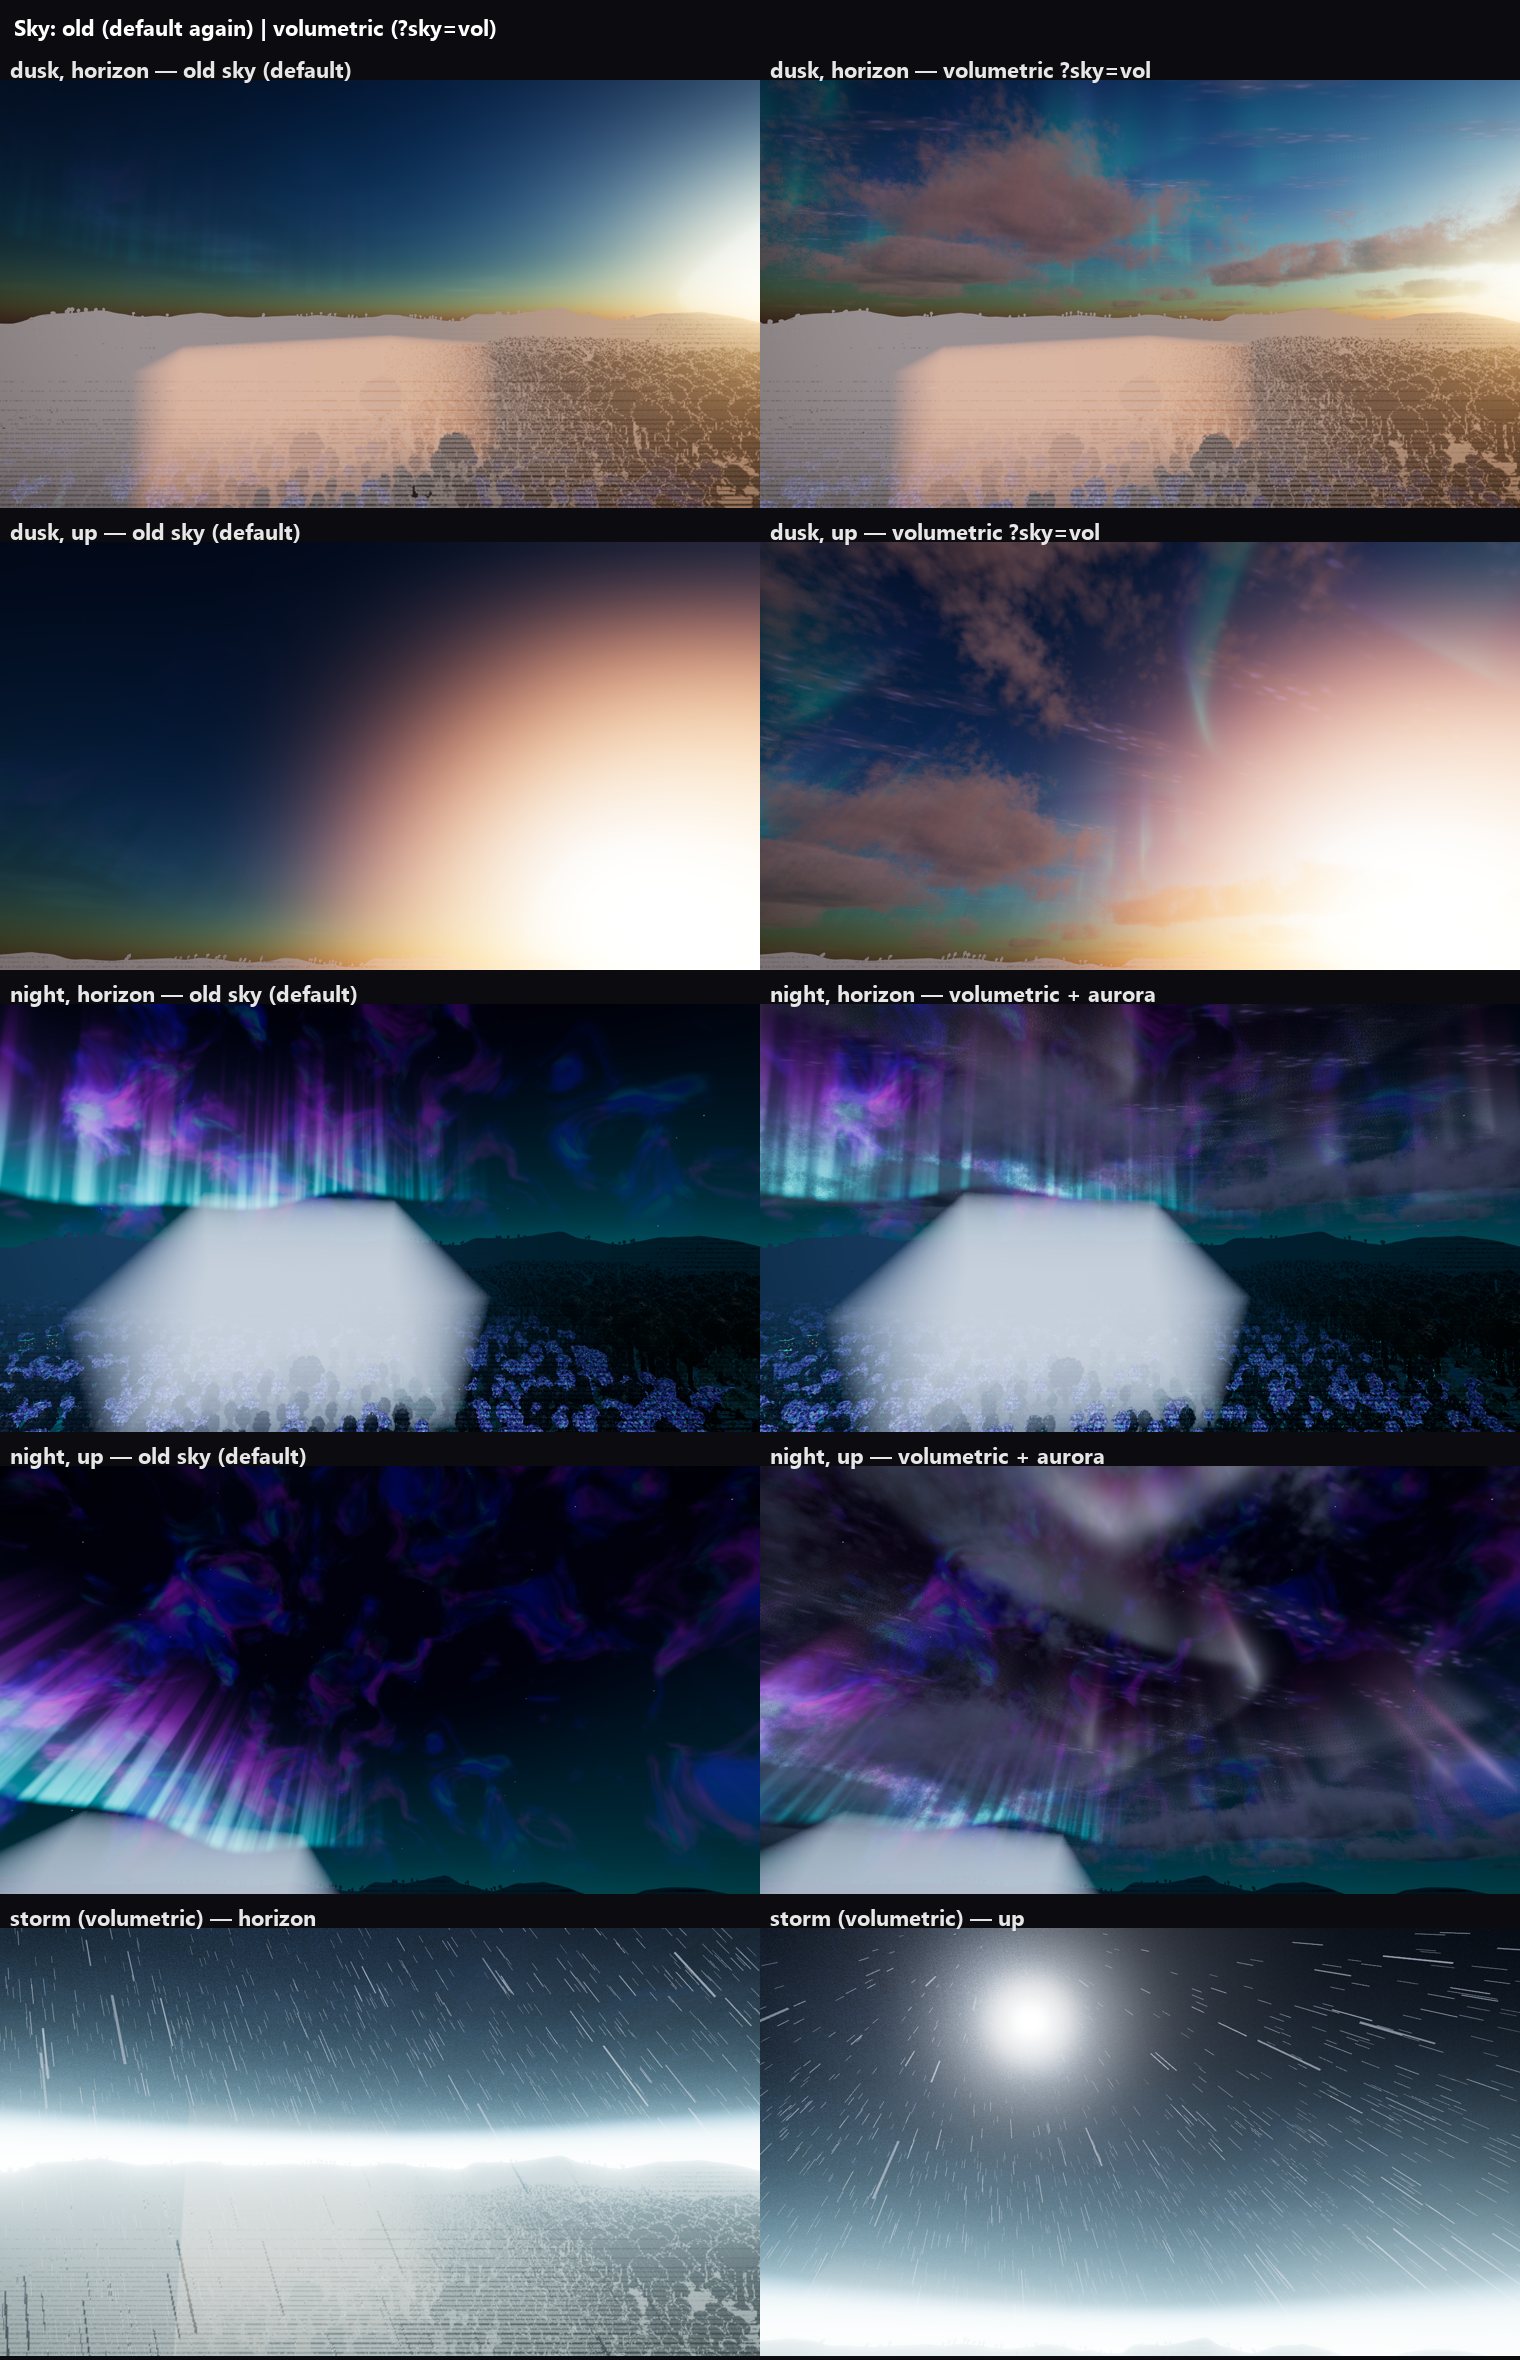 Sky: old (default again) | volumetric (?sky=vol)
dusk, horizon — old sky (default)
dusk, horizon — volumetric ?sky=vol
dusk, up — old sky (default)
dusk, up — volumetric ?sky=vol
night, horizon — old sky (default)
night, horizon — volumetric + aurora
night, up — old sky (default)
night, up — volumetric + aurora
storm (volumetric) — horizon
storm (volumetric) — up